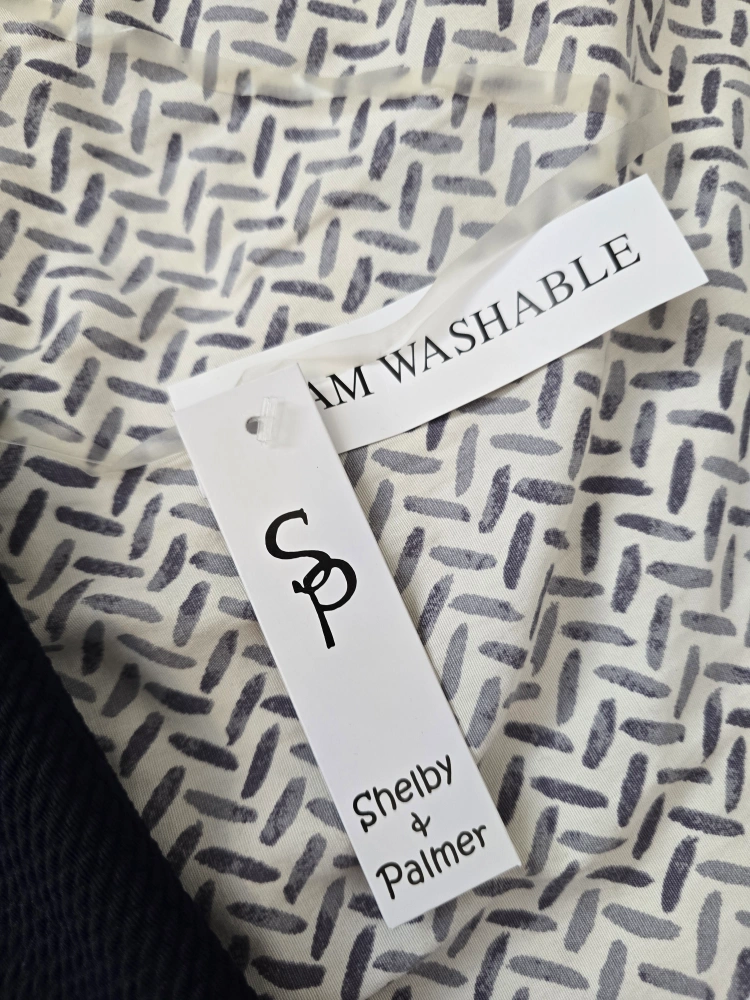 AM WASHABLE
SP
Shelby
&
Palmer